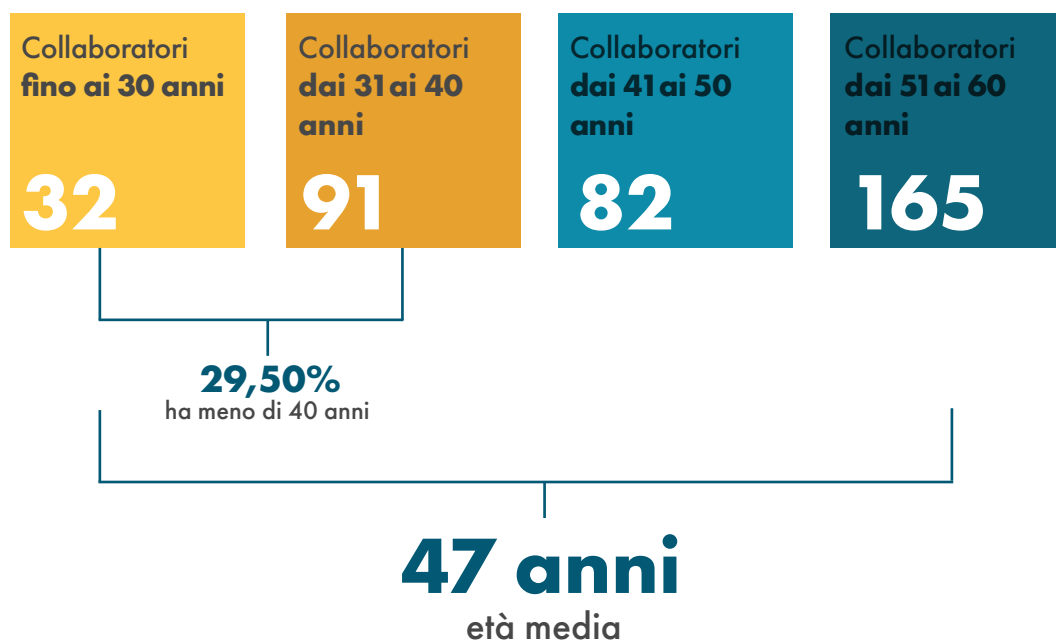 Collaboratori
fino ai 30 anni
32
Collaboratori
dai 31 ai 40
anni
91
Collaboratori
dai 41 ai 50
anni
82
Collaboratori
dai 51 ai 60
anni
165
29,50%
ha meno di 40 anni
47 anni
età media